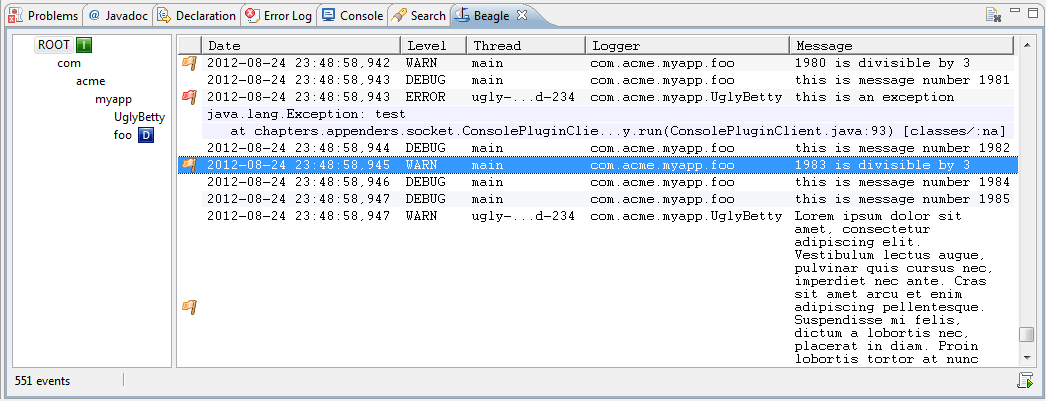 Problems @ Javadoc Declaration Error Log Console Search Beagle
ROOT I
com
acme
myapp
UglyBetty
foo D
Date Level Thread Logger Message
2012-08-24 23:48:58,942 WARN main com.acme.myapp.foo 1980 is divisible by 3
2012-08-24 23:48:58,943 DEBUG main com.acme.myapp.foo this is message number 1981
2012-08-24 23:48:58,943 ERROR ugly-...d-234 com.acme.myapp.UglyBetty this is an exception
java.lang.Exception: test
at chapters.appenders.socket.ConsolePluginClie...y.run(ConsolePluginClient.java:93) [classes/:na]
2012-08-24 23:48:58,944 DEBUG main com.acme.myapp.foo this is message number 1982
2012-08-24 23:48:58,945 WARN main com.acme.myapp.foo 1983 is divisible by 3
2012-08-24 23:48:58,946 DEBUG main com.acme.myapp.foo this is message number 1984
2012-08-24 23:48:58,947 DEBUG main com.acme.myapp.foo this is message number 1985
2012-08-24 23:48:58,947 WARN ugly-...d-234 com.acme.myapp.UglyBetty Lorem ipsum dolor sit
amet, consectetur
adipiscing elit.
Vestibulum lectus augue,
pulvinar quis cursus nec,
imperdiet nec ante. Cras
sit amet arcu et enim
adipiscing pellentesque.
Suspendisse mi felis,
dictum a lobortis nec,
placerat in diam. Proin
lobortis tortor at nunc
551 events